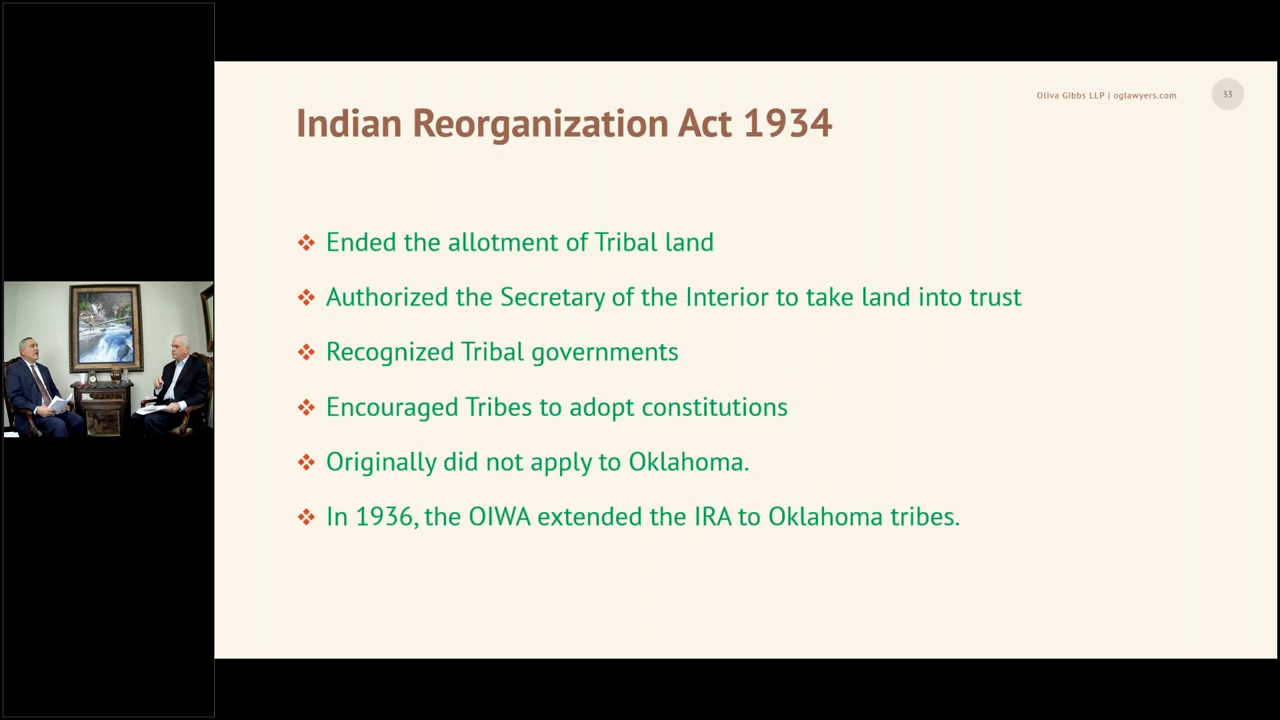 Oliva Gibbs LLP | oglawyers.com
33
Indian Reorganization Act 1934
Ended the allotment of Tribal land
Authorized the Secretary of the Interior to take land into trust
Recognized Tribal governments
Encouraged Tribes to adopt constitutions
Originally did not apply to Oklahoma.
In 1936, the OIWA extended the IRA to Oklahoma tribes.